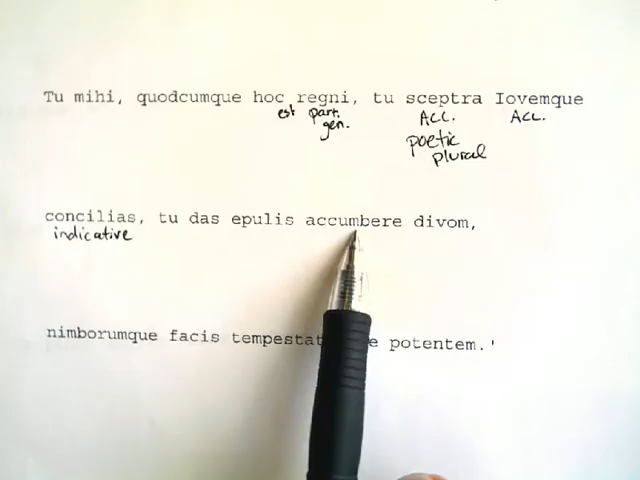 Tu mihi, quodcumque hoc regni, tu sceptra Iovemque
est part. gen. ACC. poetic plural ACC.
concilias, tu das epulis accumbere divom,
indicative
nimborumque facis potentem.'